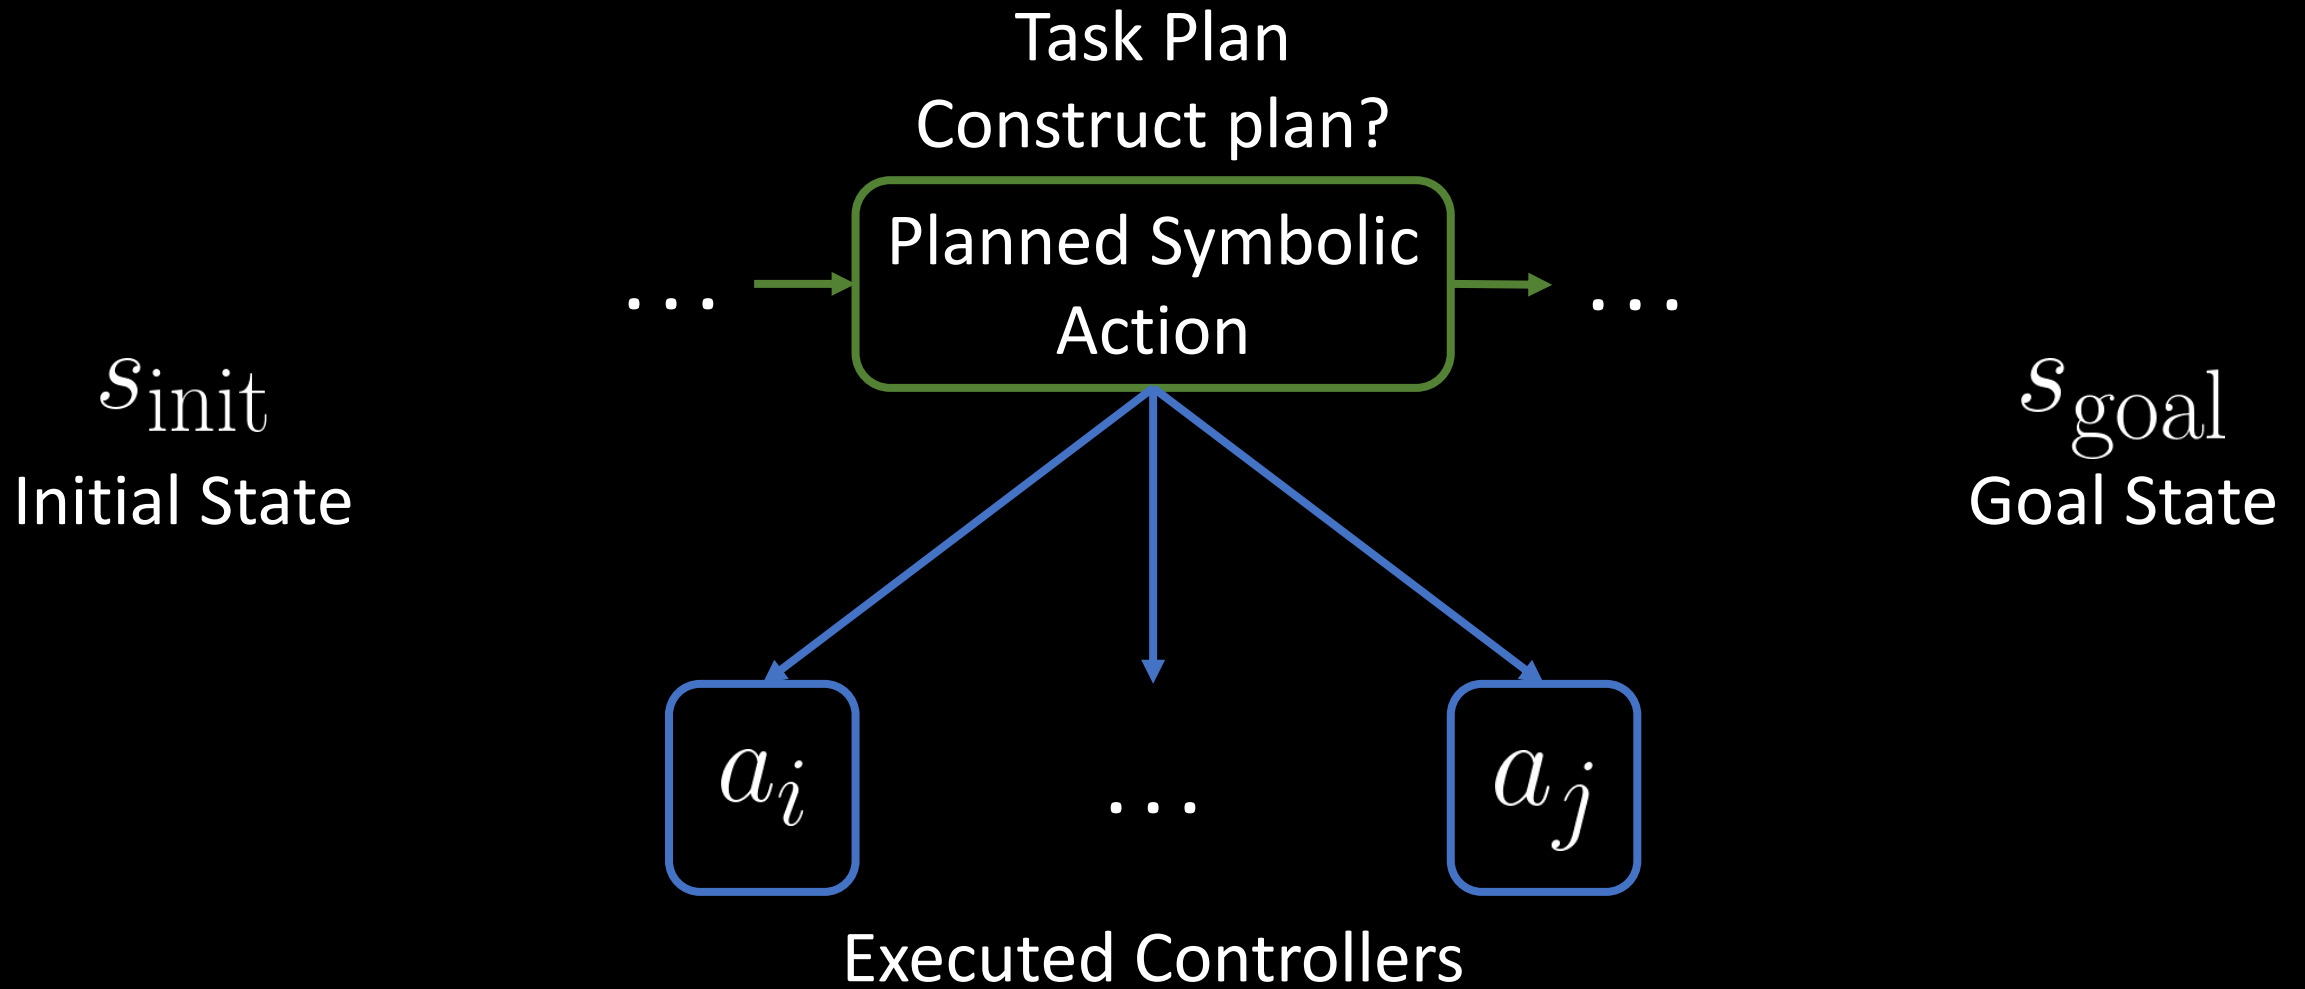 Task Plan
Construct plan?
Planned Symbolic
Action
...
...
s_init
Initial State
s_goal
Goal State
a_i
...
a_j
Executed Controllers